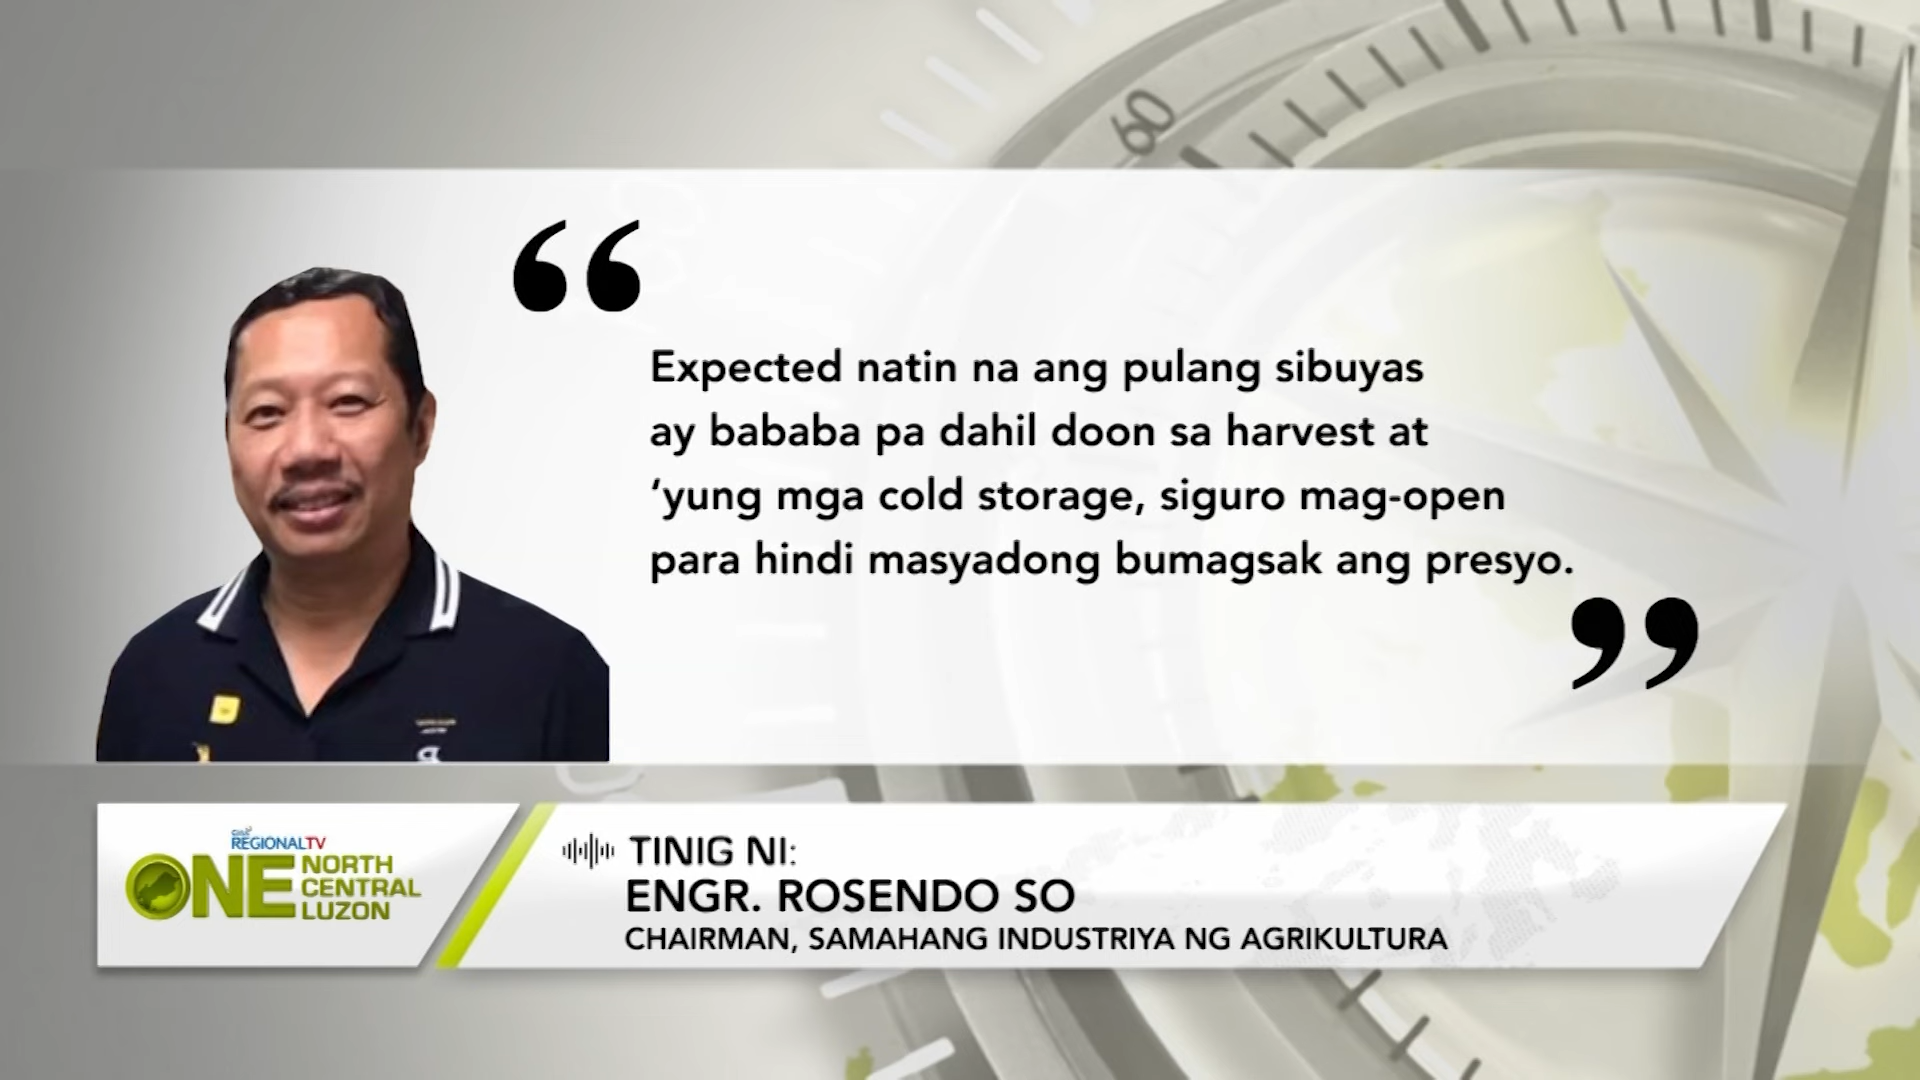 60
“
Expected natin na ang pulang sibuyas
ay bababa pa dahil doon sa harvest at
‘yung mga cold storage, siguro mag-open
para hindi masyadong bumagsak ang presyo.
”
GMA
REGIONALTV
ONE NORTH
CENTRAL
LUZON
TINIG NI:
ENGR. ROSENDO SO
CHAIRMAN, SAMAHANG INDUSTRIYA NG AGRIKULTURA